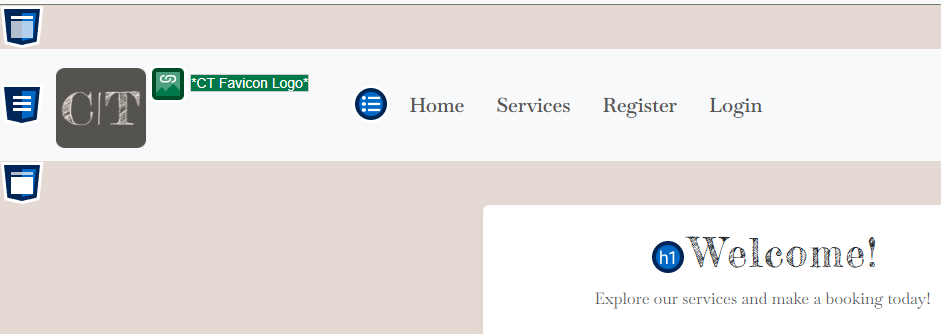 C|T
*CT Favicon Logo*
Home Services Register Login
h1 Welcome!
Explore our services and make a booking today!